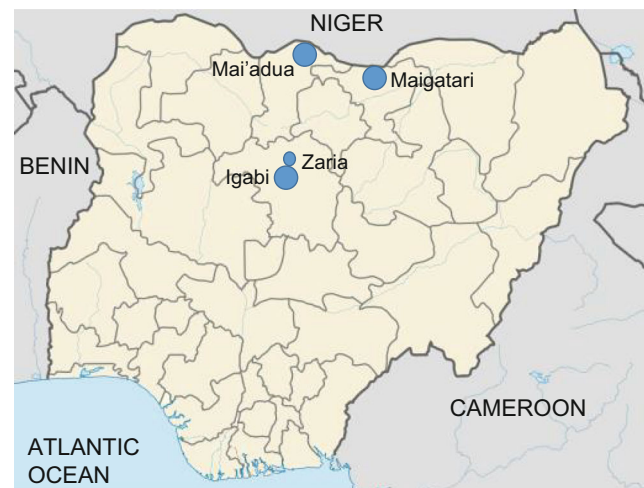 NIGER
Mai’adua
Maigatari
BENIN
Zaria
Igabi
CAMEROON
ATLANTIC
OCEAN